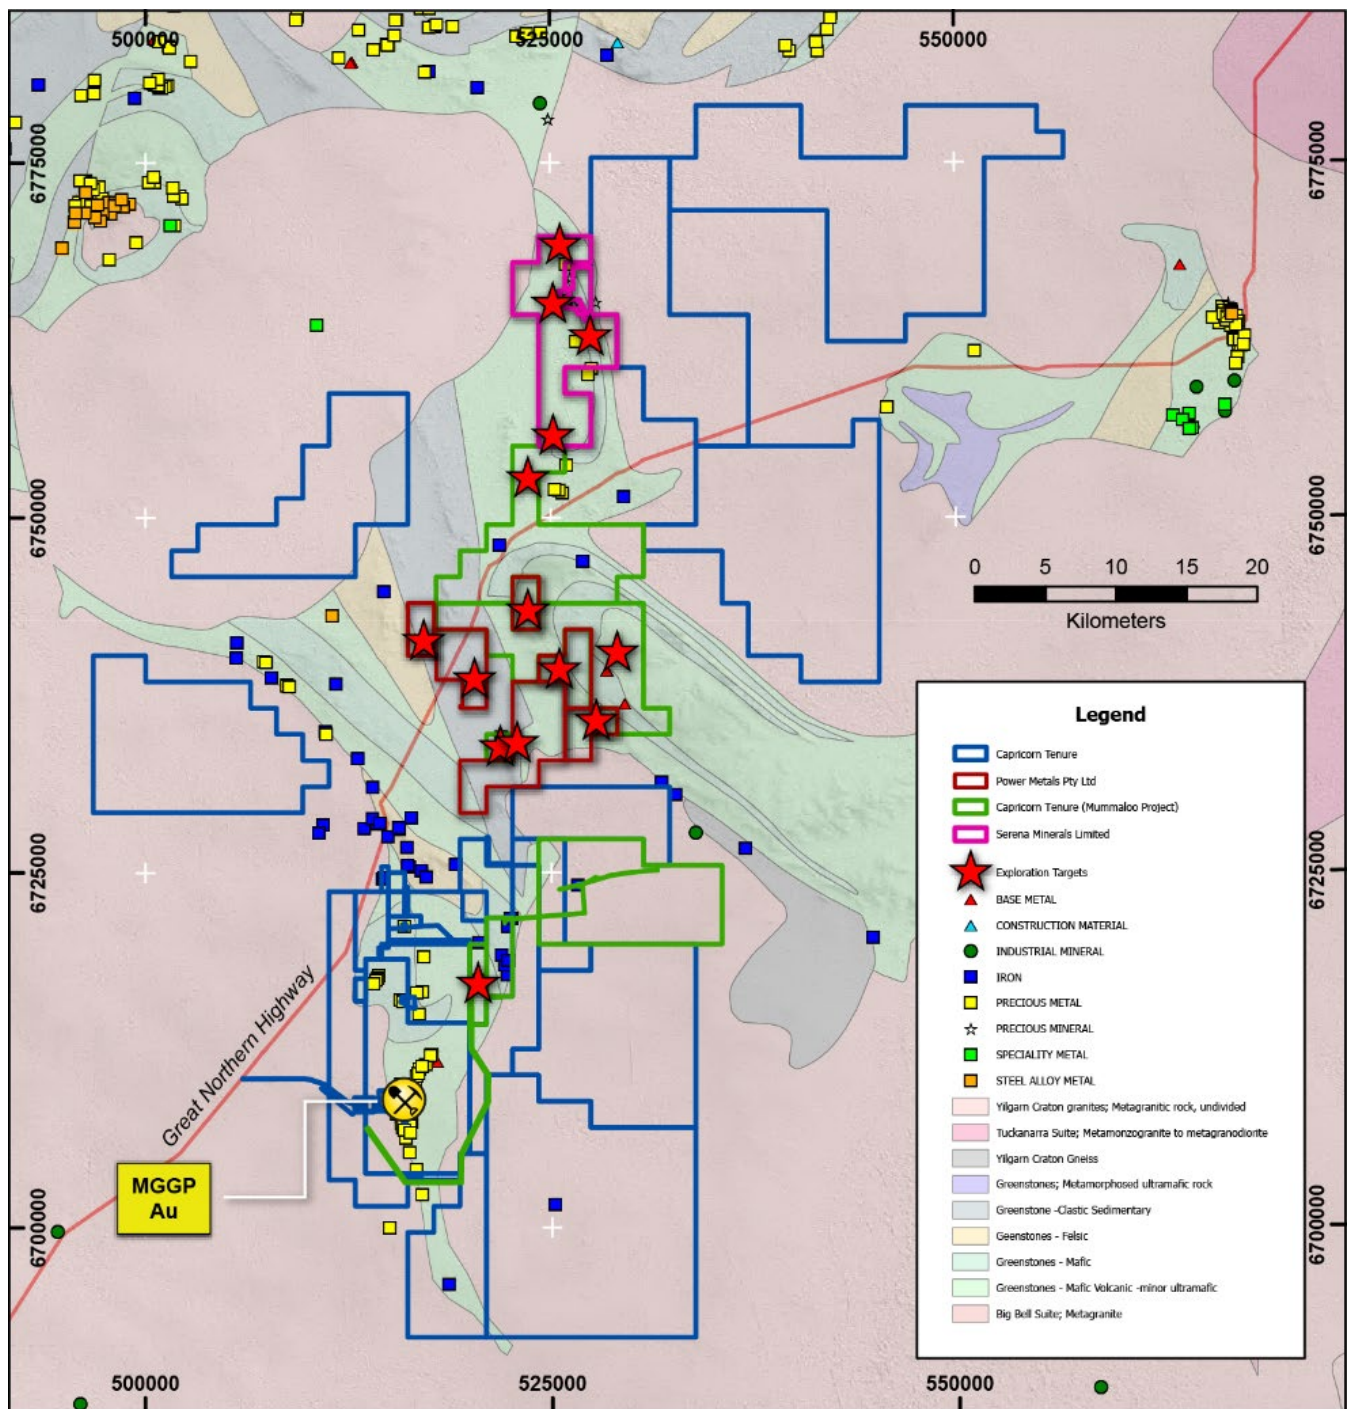 500000
525000
550000
6775000
6775000
6750000
6750000
0 5 10 15 20
Kilometers
6725000
6725000
6700000
6700000
Great Northern Highway
MGGP
Au
Legend
Capricorn Tenure
Power Metals Pty Ltd
Capricorn Tenure (Mummaloo Project)
Serena Minerals Limited
Exploration Targets
BASE METAL
CONSTRUCTION MATERIAL
INDUSTRIAL MINERAL
IRON
PRECIOUS METAL
PRECIOUS MINERAL
SPECIALITY METAL
STEEL ALLOY METAL
Yilgarn Craton granites; Metagranitic rock, undivided
Tuckanarra Suite; Metamonzogranite to metagranodiorite
Yilgarn Craton Gneiss
Greenstones; Metamorphosed ultramafic rock
Greenstone -Clastic Sedimentary
Geenstones - Felsic
Greenstones - Mafic
Greenstones - Mafic Volcanic -minor ultramafic
Big Bell Suite; Metagranite
500000
525000
550000